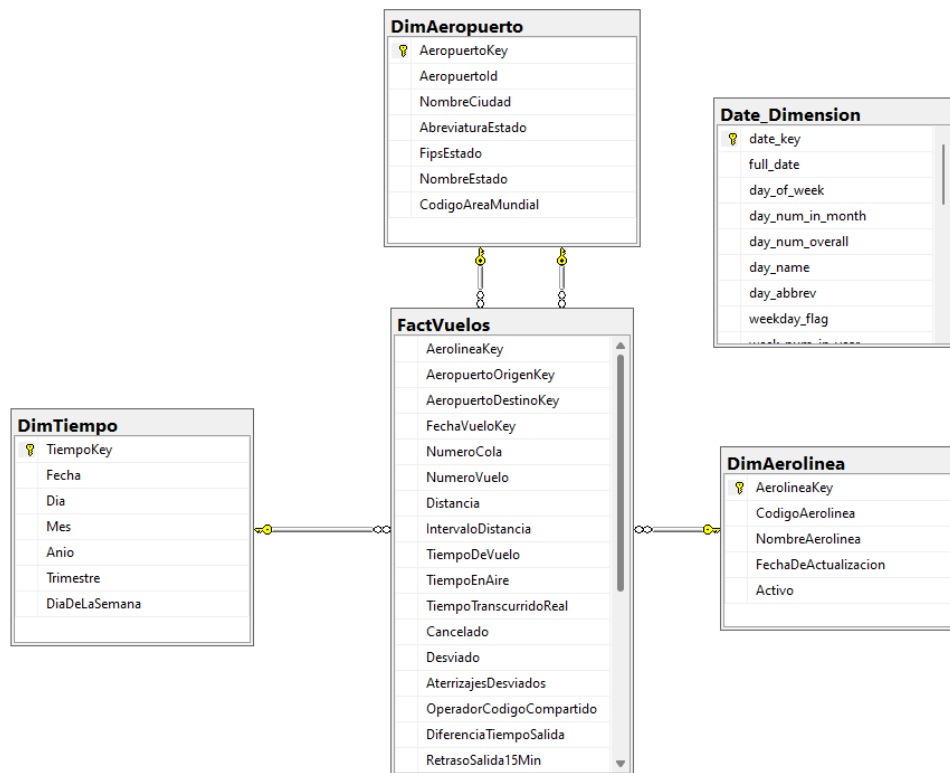 DimAeropuerto
AeropuertoKey
AeropuertoId
NombreCiudad
AbreviaturaEstado
FipsEstado
NombreEstado
CodigoAreaMundial
Date_Dimension
date_key
full_date
day_of_week
day_num_in_month
day_num_overall
day_name
day_abbrev
weekday_flag
week_num_in_year
FactVuelos
AerolineaKey
AeropuertoOrigenKey
AeropuertoDestinoKey
FechaVueloKey
NumeroCola
NumeroVuelo
Distancia
IntervaloDistancia
TiempoDeVuelo
TiempoEnAire
TiempoTranscurridoReal
Cancelado
Desviado
AterrizajesDesviados
OperadorCodigoCompartido
DiferenciaTiempoSalida
RetrasoSalida15Min
DimTiempo
TiempoKey
Fecha
Dia
Mes
Anio
Trimestre
DiaDeLaSemana
DimAerolinea
AerolineaKey
CodigoAerolinea
NombreAerolinea
FechaDeActualizacion
Activo